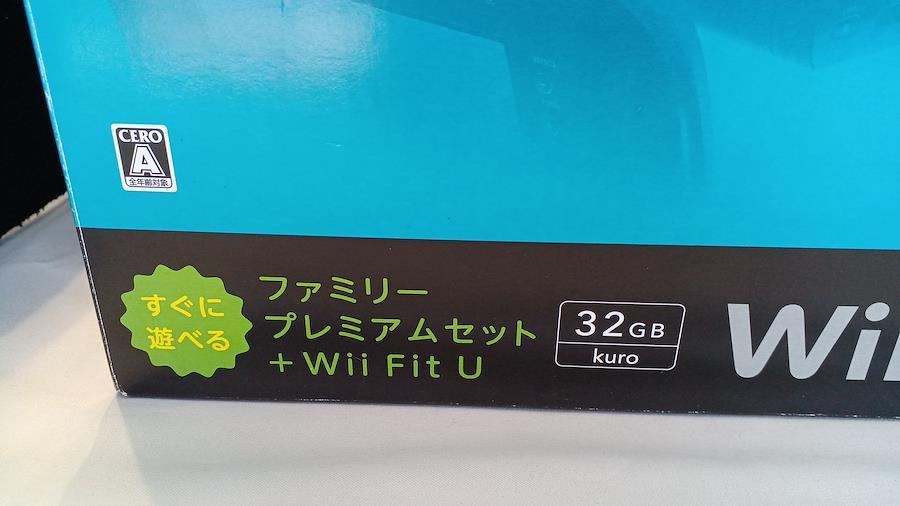 CERO
A
全年齢対象
すぐに
遊べる
ファミリー
プレミアムセット
+ Wii Fit U
32GB
kuro
Wii